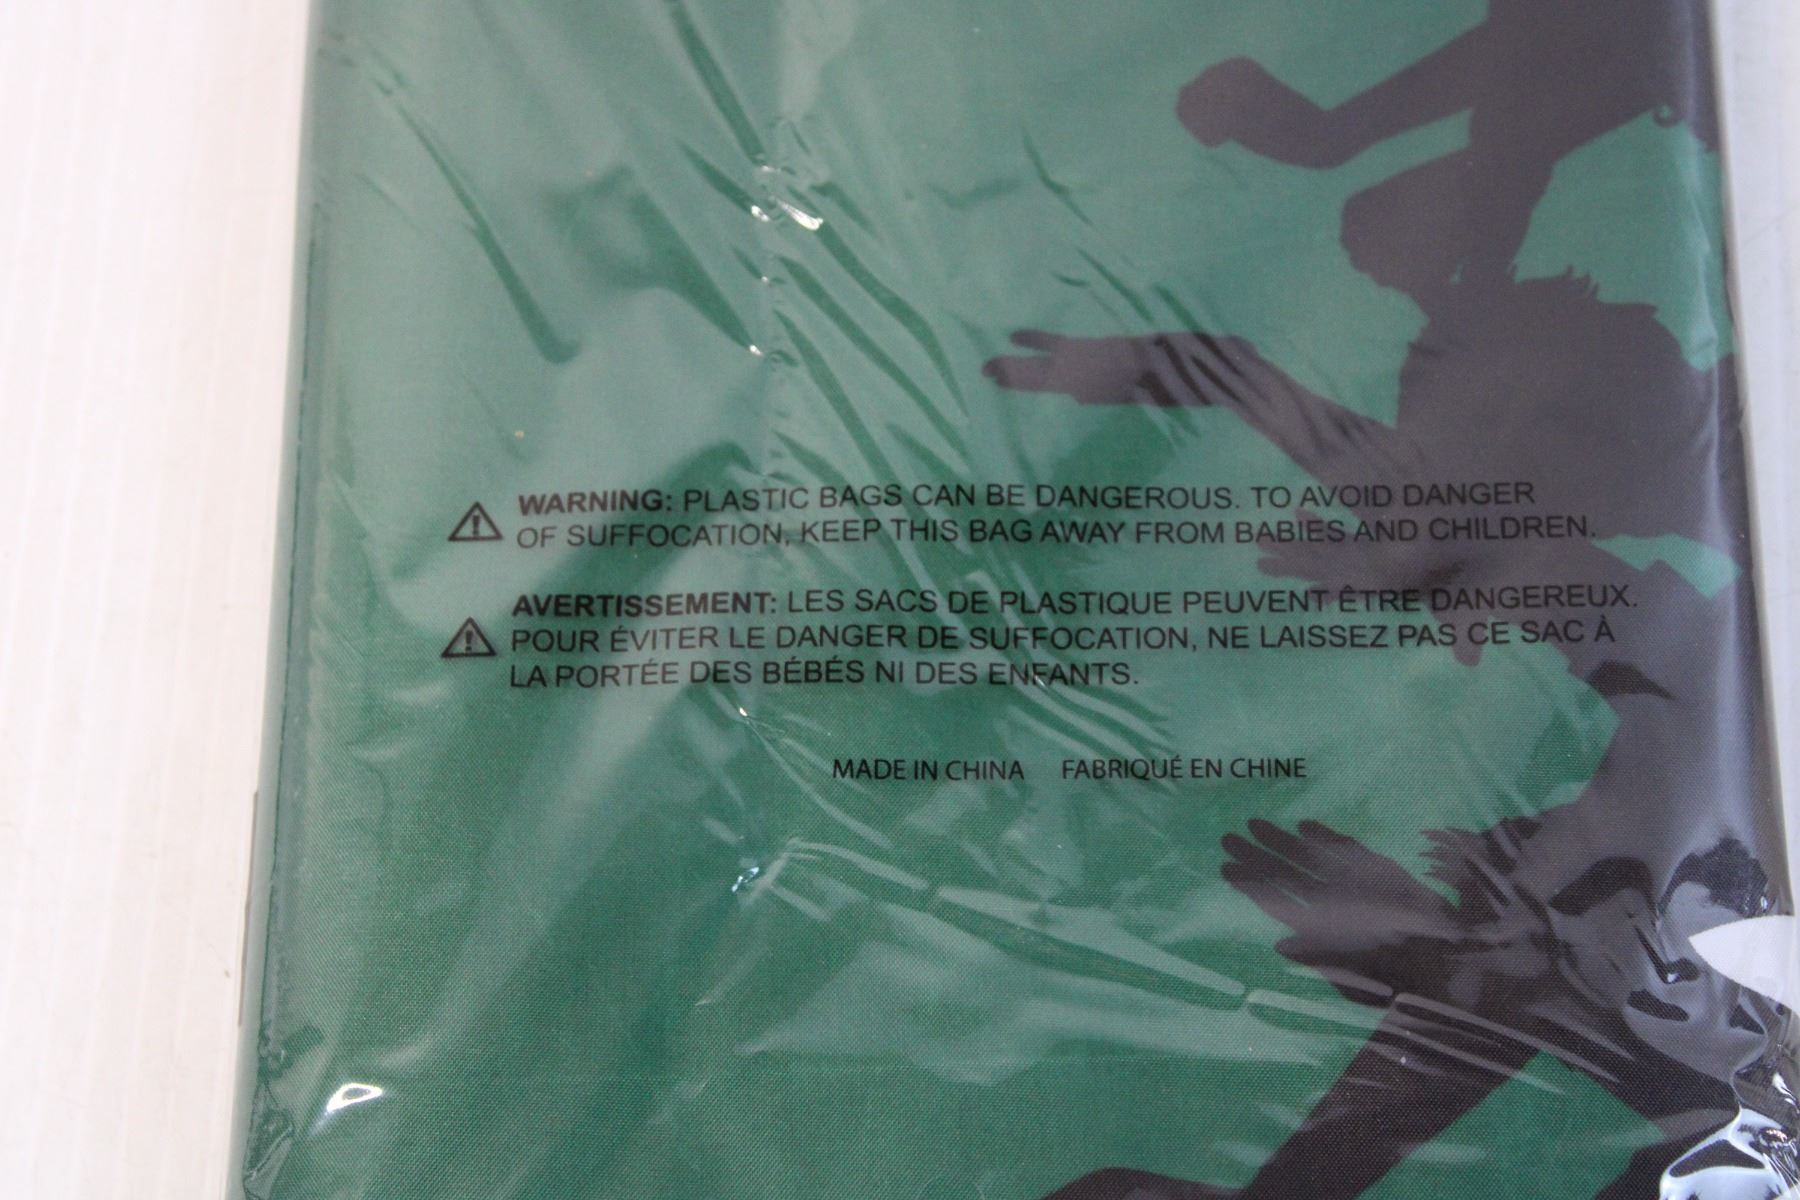 WARNING: PLASTIC BAGS CAN BE DANGEROUS. TO AVOID DANGER
OF SUFFOCATION, KEEP THIS BAG AWAY FROM BABIES AND CHILDREN.
AVERTISSEMENT: LES SACS DE PLASTIQUE PEUVENT ÊTRE DANGEREUX.
POUR ÉVITER LE DANGER DE SUFFOCATION, NE LAISSEZ PAS CE SAC À
LA PORTÉE DES BÉBÉS NI DES ENFANTS.
MADE IN CHINA FABRIQUÉ EN CHINE